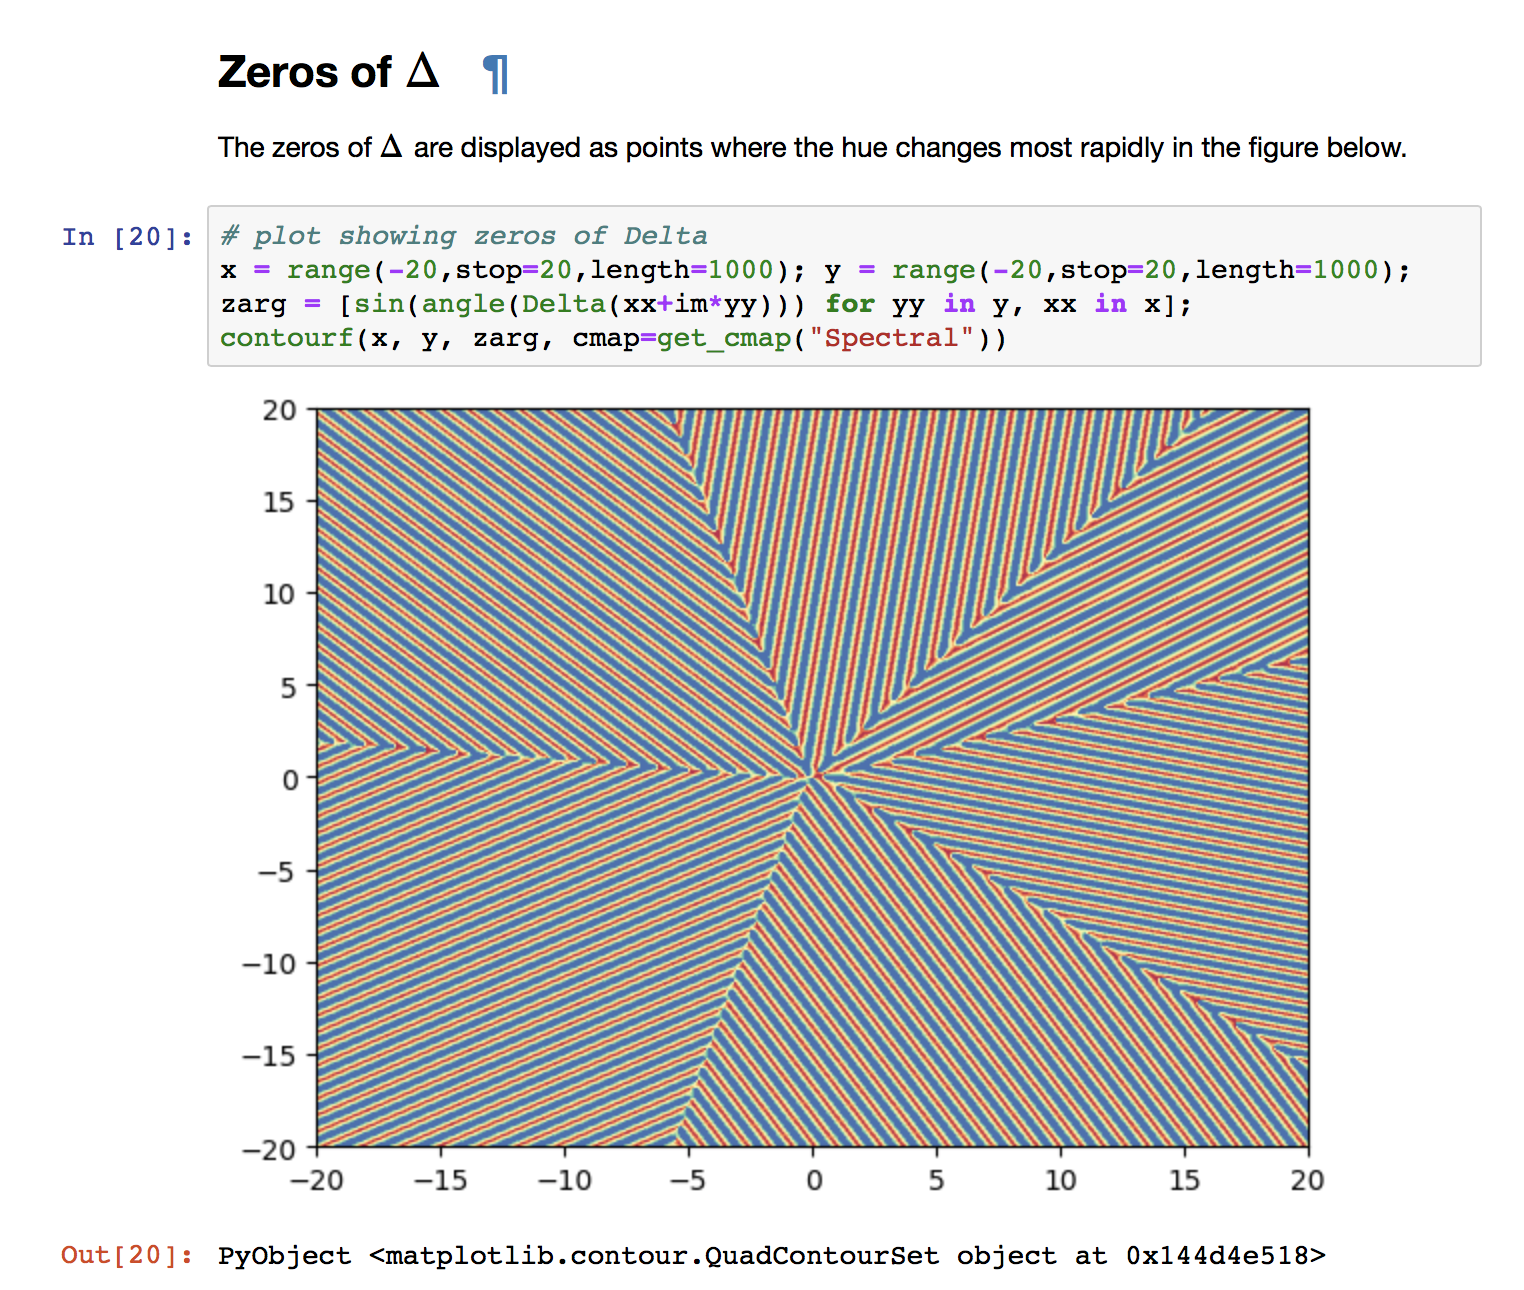 Zeros of Δ ¶
The zeros of Δ are displayed as points where the hue changes most rapidly in the figure below.
In [20]:
# plot showing zeros of Delta
x = range(-20,stop=20,length=1000); y = range(-20,stop=20,length=1000);
zarg = [sin(angle(Delta(xx+im*yy))) for yy in y, xx in x];
contourf(x, y, zarg, cmap=get_cmap("Spectral"))
20
15
10
5
0
−5
−10
−15
−20
−20 −15 −10 −5 0 5 10 15 20
Out[20]: PyObject <matplotlib.contour.QuadContourSet object at 0x144d4e518>